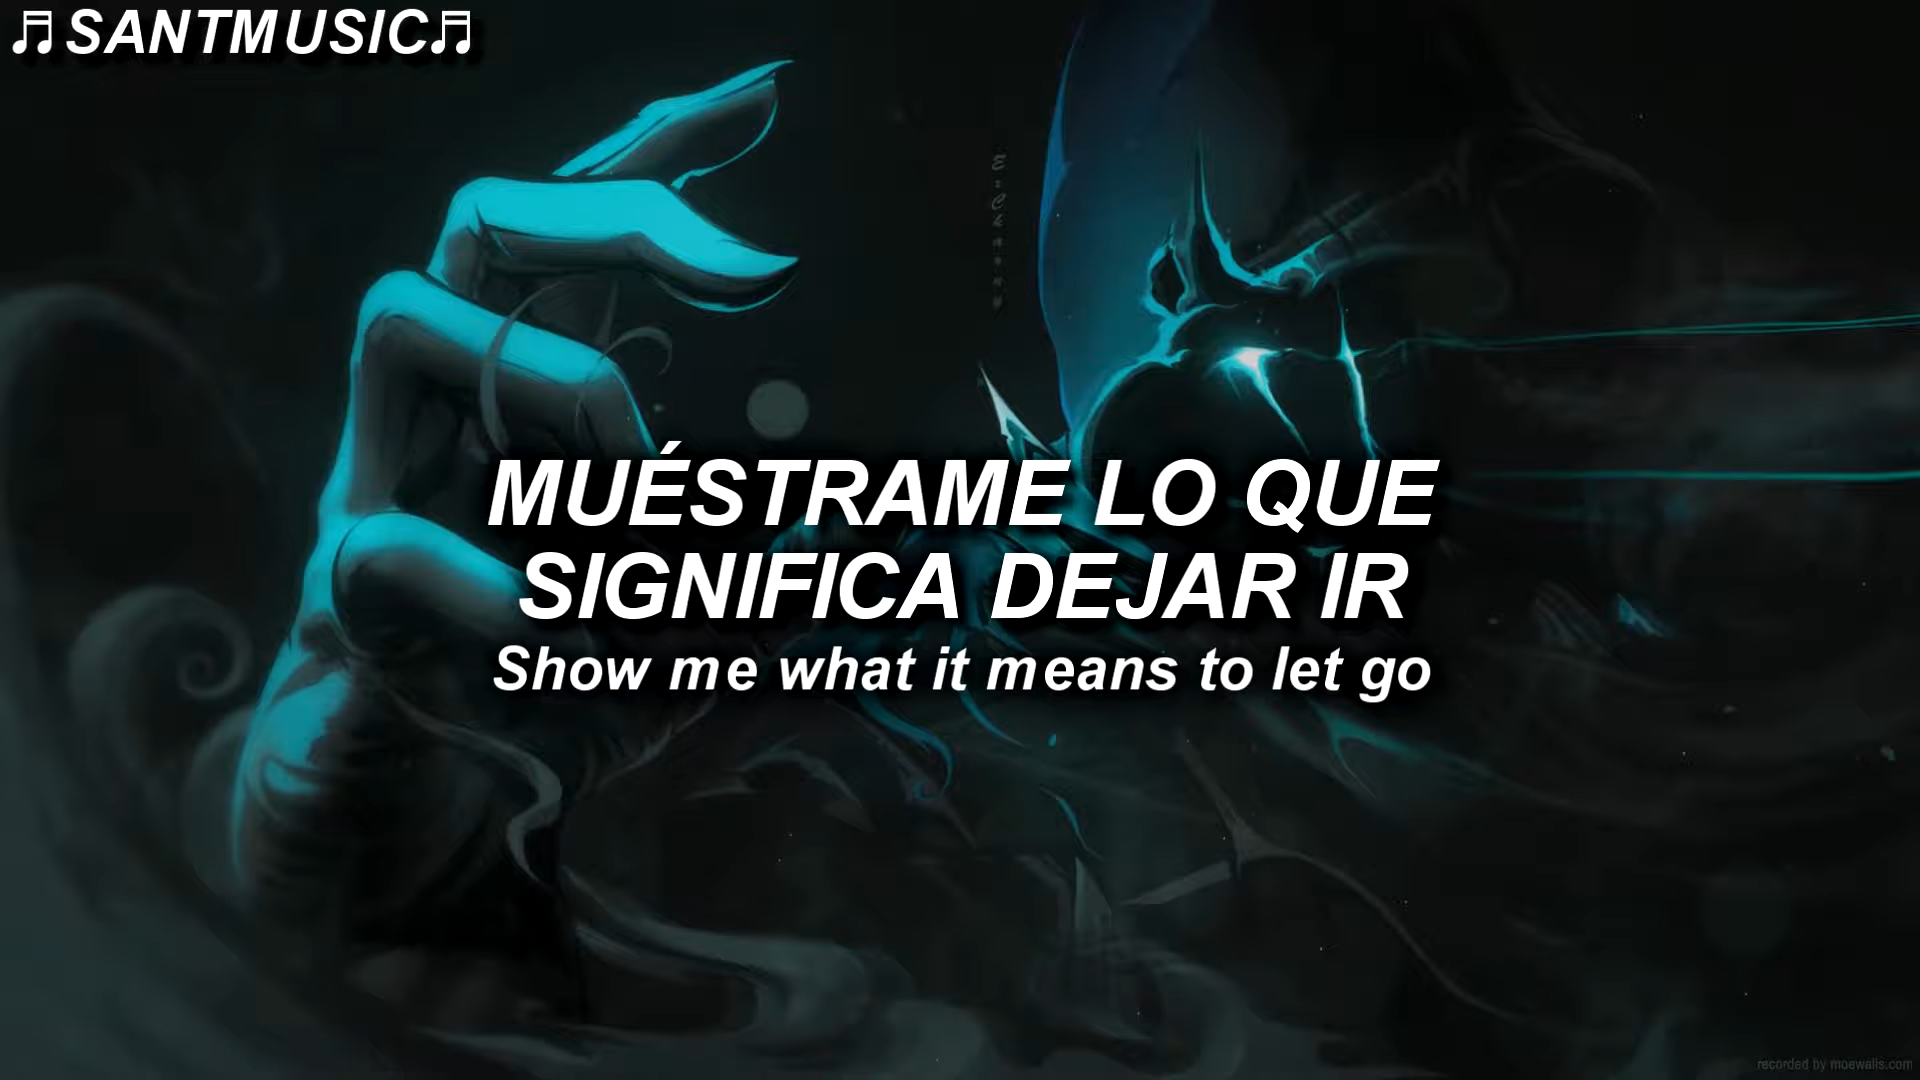 ♬SANTMUSIC♬
MUÉSTRAME LO QUE
SIGNIFICA DEJAR IR
Show me what it means to let go
recorded by moewalls.com